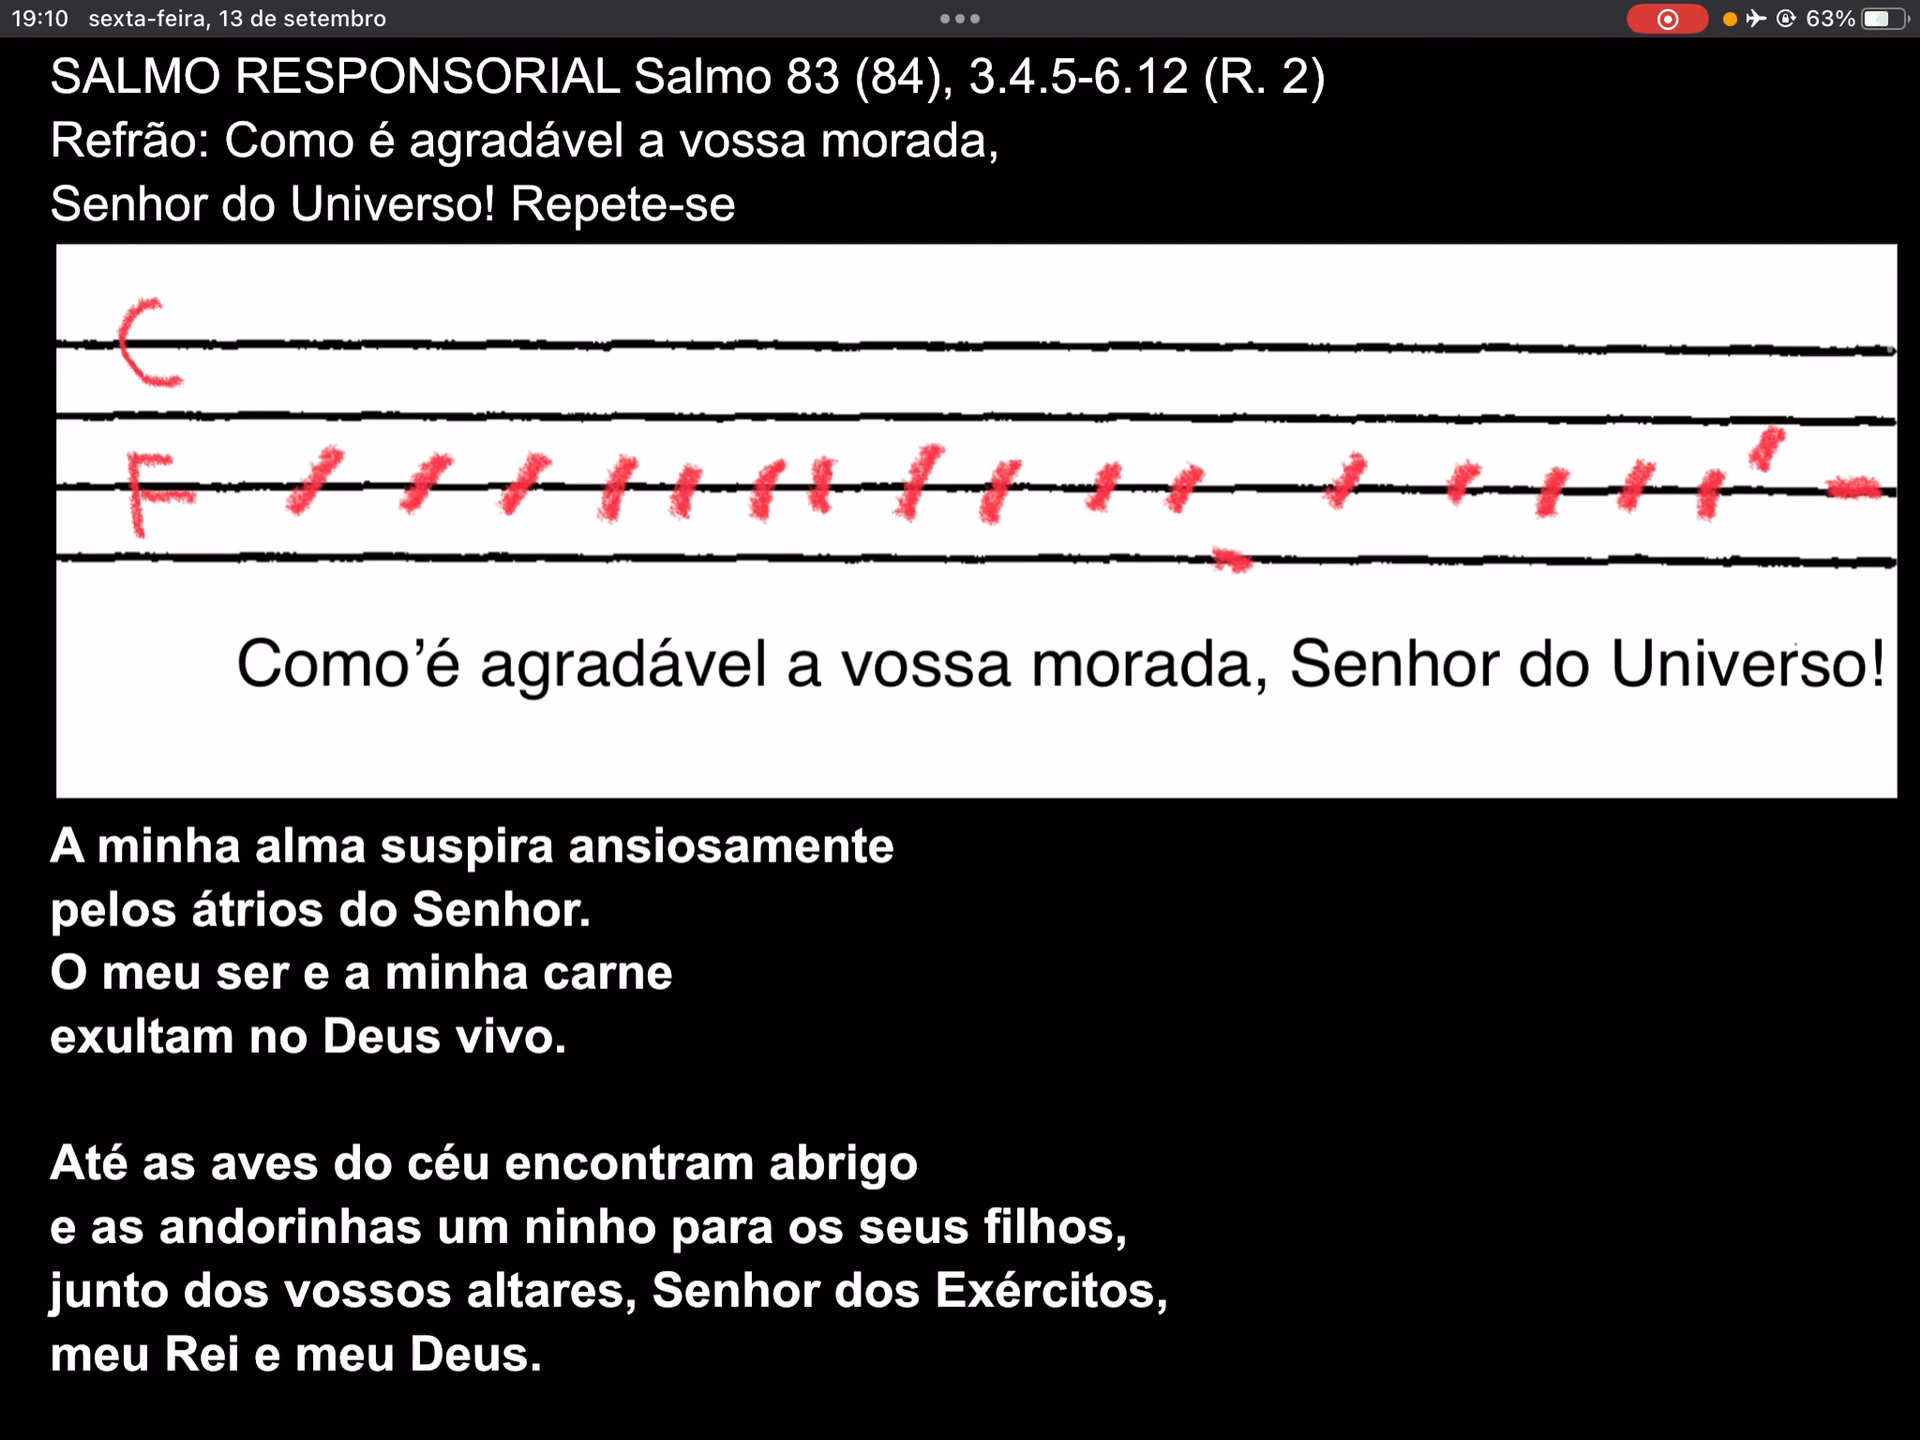 19:10 sexta-feira, 13 de setembro 63%
SALMO RESPONSORIAL Salmo 83 (84), 3.4.5-6.12 (R. 2)
Refrão: Como é agradável a vossa morada,
Senhor do Universo! Repete-se
C
F
Como’é agradável a vossa morada, Senhor do Universo!
A minha alma suspira ansiosamente
pelos átrios do Senhor.
O meu ser e a minha carne
exultam no Deus vivo.
Até as aves do céu encontram abrigo
e as andorinhas um ninho para os seus filhos,
junto dos vossos altares, Senhor dos Exércitos,
meu Rei e meu Deus.